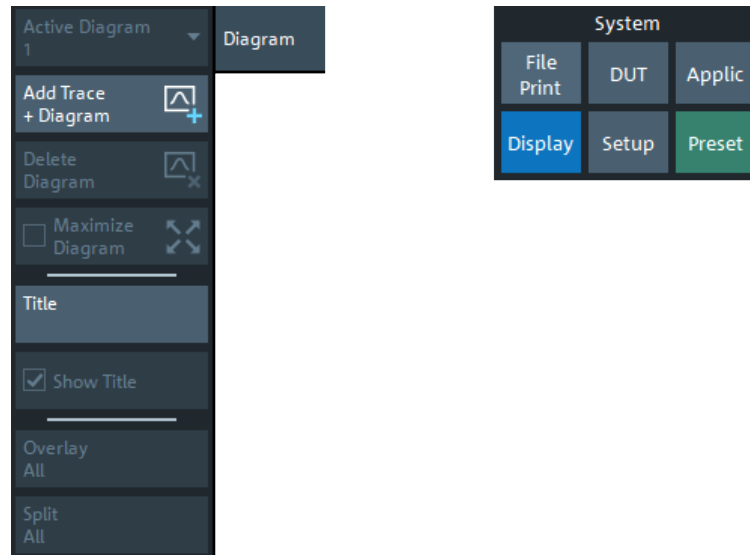 Active Diagram
1
Diagram
Add Trace
+ Diagram
Delete
Diagram
Maximize
Diagram
Title
Show Title
Overlay
All
Split
All
System
File
Print
DUT
Applic
Display
Setup
Preset